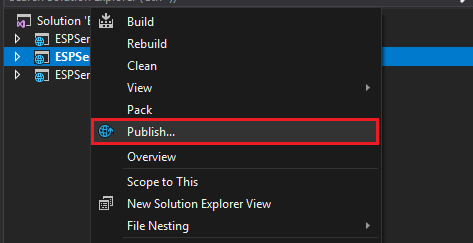 Solution 'E
ESPSer
ESPSer
ESPSer
Build
Rebuild
Clean
View
Pack
Publish...
Overview
Scope to This
New Solution Explorer View
File Nesting